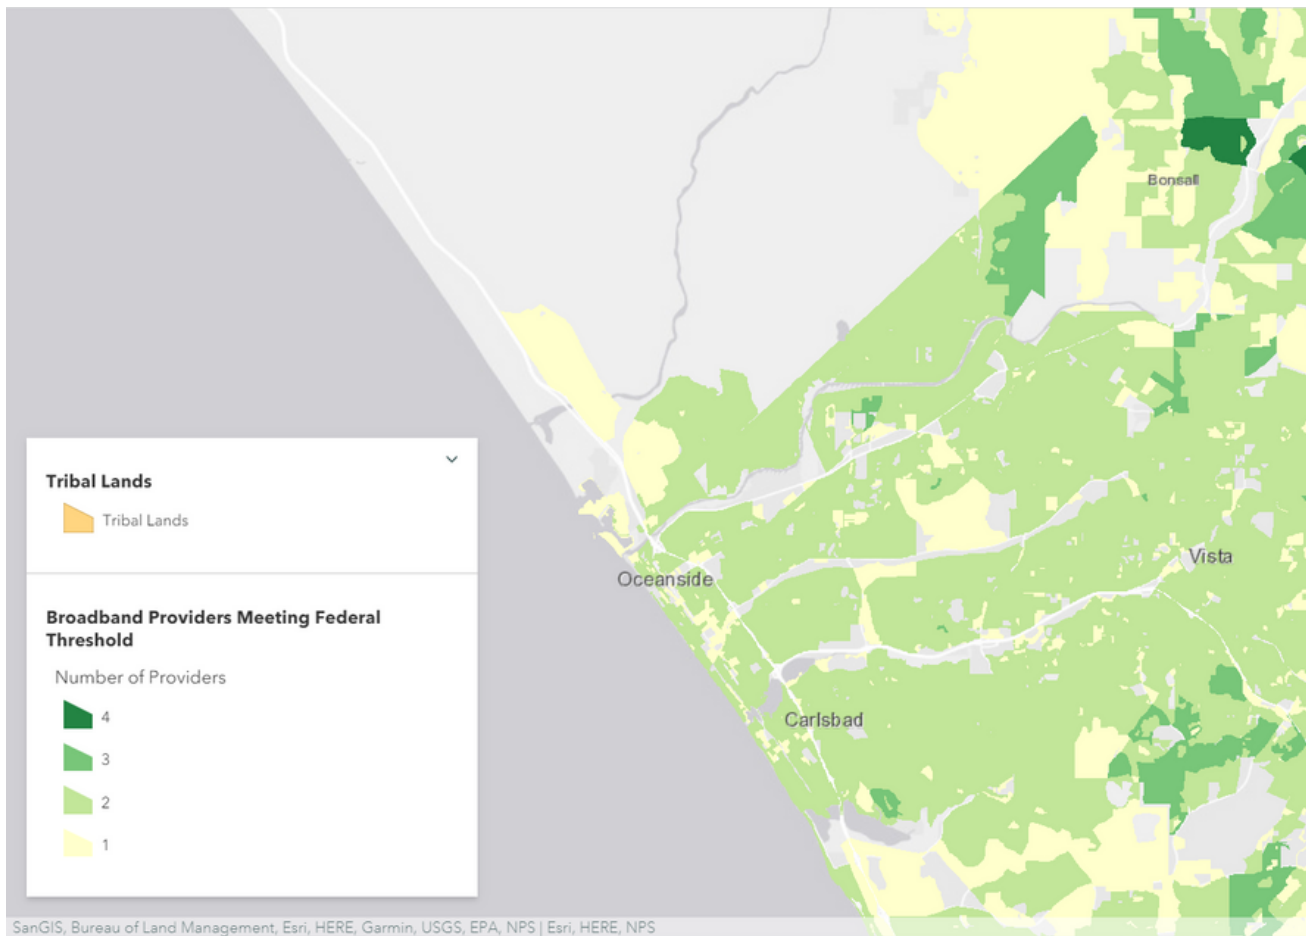 Bonsall
Vista
Oceanside
Carlsbad
Tribal Lands
Tribal Lands
Broadband Providers Meeting Federal
Threshold
Number of Providers
4
3
2
1
SanGIS, Bureau of Land Management, Esri, HERE, Garmin, USGS, EPA, NPS | Esri, HERE, NPS